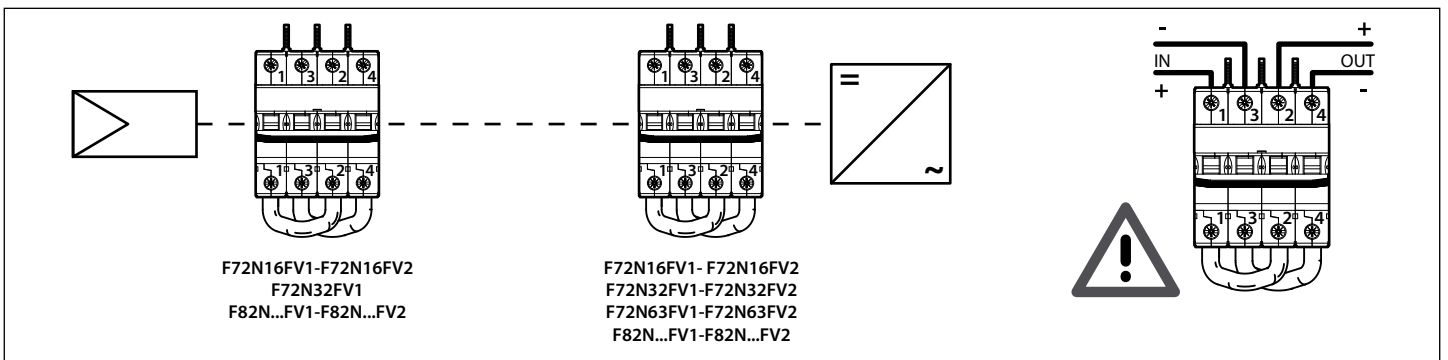 1 3 2 4
1 3 2 4
F72N16FV1-F72N16FV2
F72N32FV1
F82N...FV1-F82N...FV2
1 3 2 4
1 3 2 4
F72N16FV1- F72N16FV2
F72N32FV1-F72N32FV2
F72N63FV1-F72N63FV2
F82N...FV1-F82N...FV2
=
~
- +
IN OUT
+ -
1 3 2 4
1 3 2 4
!